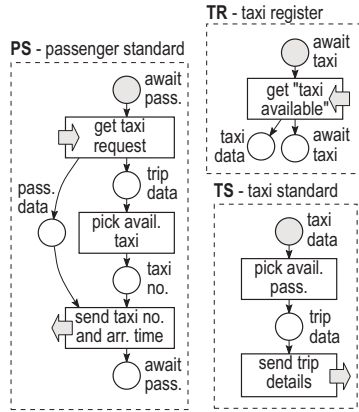 PS - passenger standard
await
pass.
get taxi
request
pass.
data
trip
data
pick avail.
taxi
taxi
no.
send taxi no.
and arr. time
await
pass.
TR - taxi register
await
taxi
get "taxi
available"
taxi
data
await
taxi
TS - taxi standard
taxi
data
pick avail.
pass.
trip
data
send trip
details